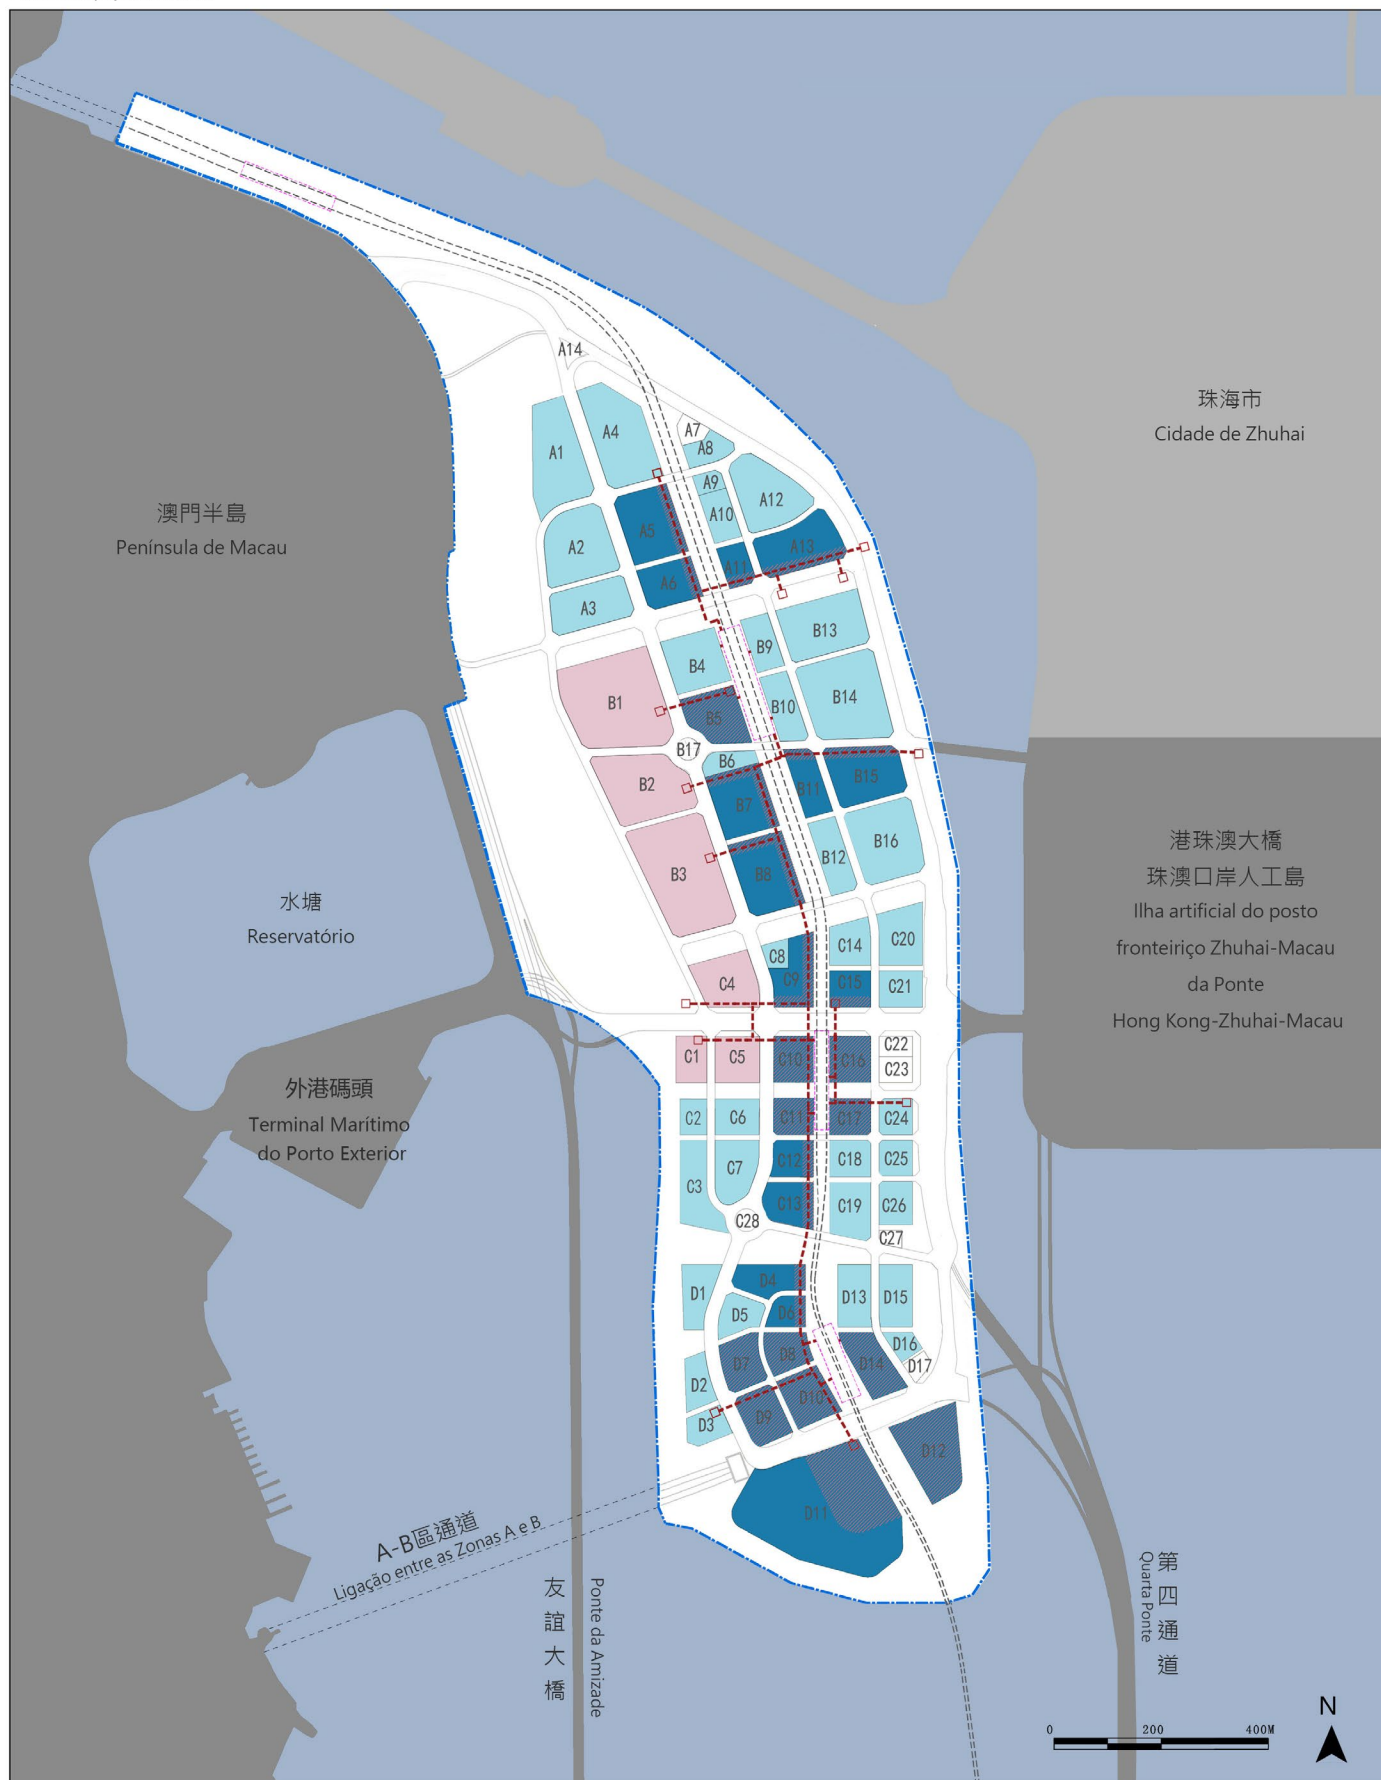 A14
A1
A4
A7
A8
A9
A10
A12
A2
A5
A13
A11
A6
A3
珠海市
Cidade de Zhuhai
澳門半島
Península de Macau
B1
B4
B9
B13
B10
B14
B5
B17
B6
B2
B7
B11
B15
B3
B8
B12
B16
港珠澳大橋
珠澳口岸人工島
Ilha artificial do posto
fronteiriço Zhuhai-Macau
da Ponte
Hong Kong-Zhuhai-Macau
水塘
Reservatório
C8
C14
C20
C4
C9
C15
C21
C1
C5
C10
C16
C22
C23
外港碼頭
Terminal Marítimo
do Porto Exterior
C2
C6
C11
C17
C24
C3
C7
C12
C18
C25
C13
C19
C26
C28
C27
D1
D4
D5
D6
D13
D15
D7
D8
D14
D16
D17
D2
D3
D9
D10
D12
D11
A-B區通道
Ligação entre as Zonas A e B
友誼大橋
Ponte da Amizade
第四通道
Quarta Ponte
N
0 200 400M